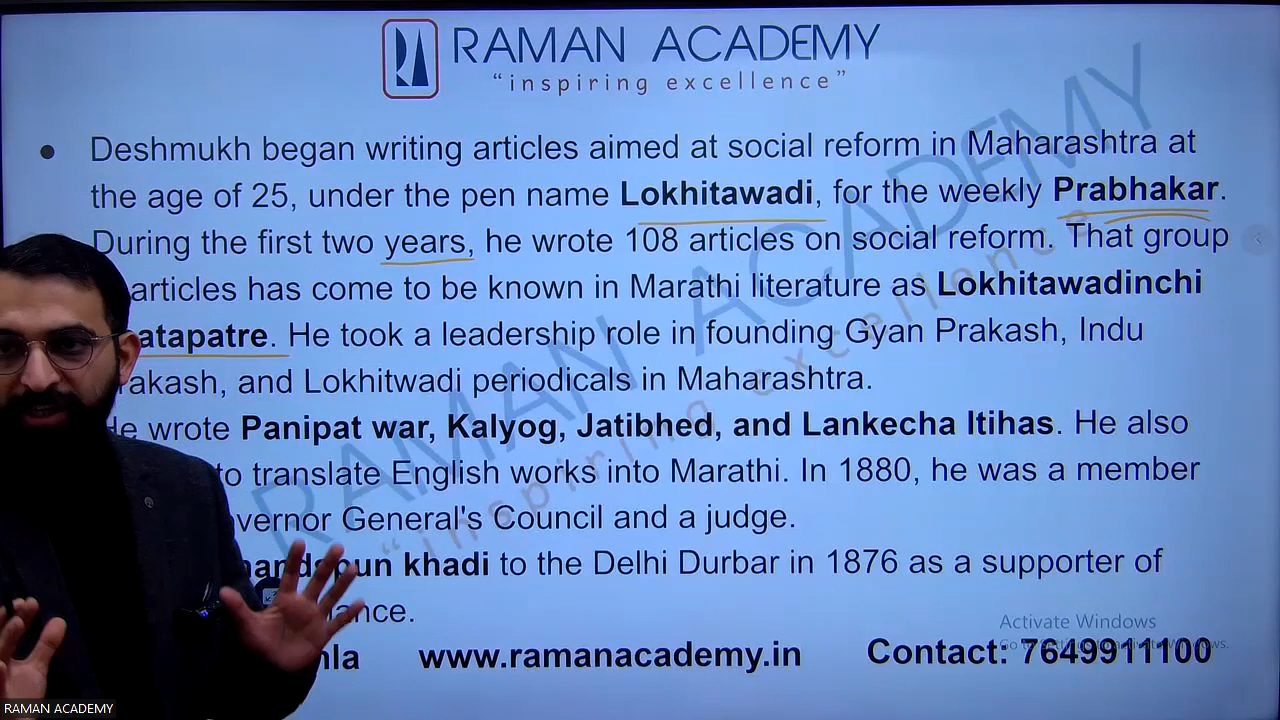 RAMAN ACADEMY
“inspiring excellence”
Deshmukh began writing articles aimed at social reform in Maharashtra at
the age of 25, under the pen name Lokhitawadi, for the weekly Prabhakar.
During the first two years, he wrote 108 articles on social reform. That group
articles has come to be known in Marathi literature as Lokhitawadinchi
He took a leadership role in founding Gyan Prakash, Indu
and Lokhitwadi periodicals in Maharashtra.
wrote Panipat war, Kalyog, Jatibhed, and Lankecha Itihas. He also
to translate English works into Marathi. In 1880, he was a member
General's Council and a judge.
khadi to the Delhi Durbar in 1876 as a supporter of
www.ramanacademy.in Contact: 7649911100
Activate Windows
RAMAN ACADEMY
RAMAN ACADEMY
“inspiring excellence”